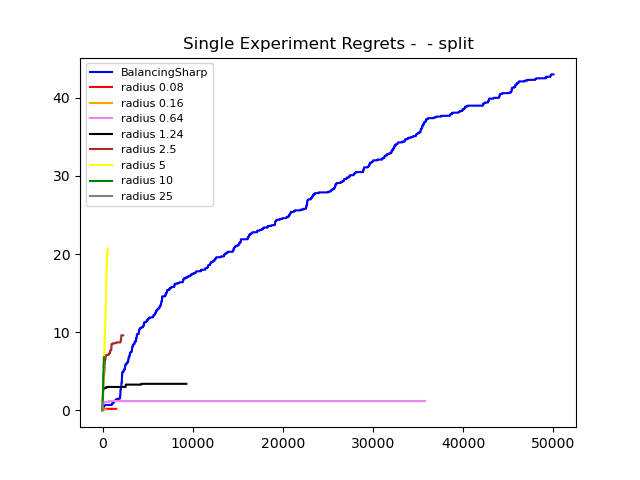 Single Experiment Regrets -  - split
BalancingSharp
radius 0.08
radius 0.16
radius 0.64
radius 1.24
radius 2.5
radius 5
radius 10
radius 25
40
30
20
10
0
0 10000 20000 30000 40000 50000